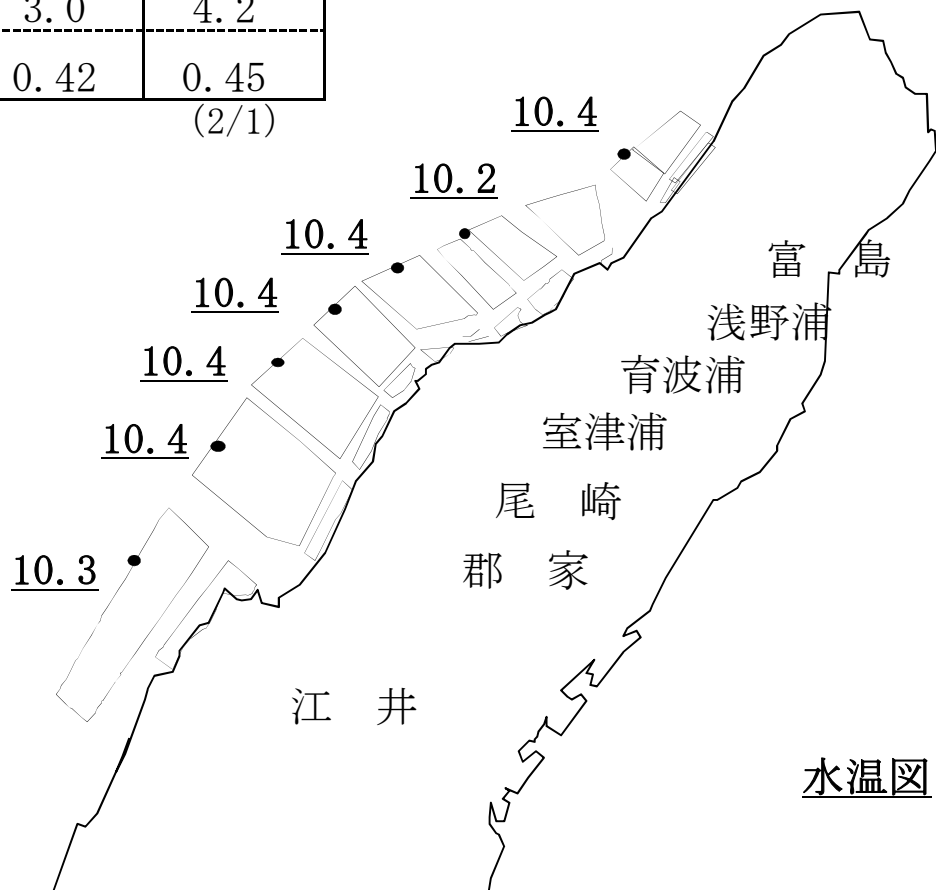 3.0 4.2
0.42 0.45
(2/1)
10.4
10.2
10.4
10.4
10.4
10.4
10.3
富 島
浅野浦
育波浦
室津浦
尾 崎
郡 家
江 井
水温図